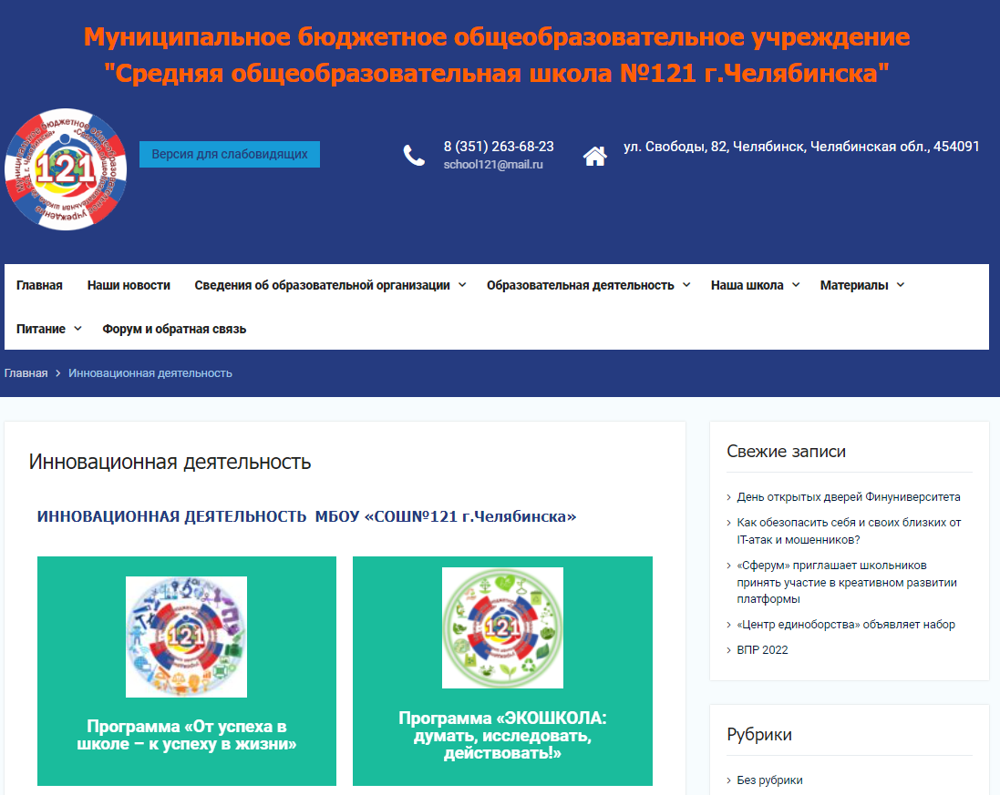 Муниципальное бюджетное общеобразовательное учреждение
"Средняя общеобразовательная школа №121 г.Челябинска"
121
Версия для слабовидящих
8 (351) 263-68-23
school121@mail.ru
ул. Свободы, 82, Челябинск, Челябинская обл., 454091
Главная
Наши новости
Сведения об образовательной организации
Образовательная деятельность
Наша школа
Материалы
Питание
Форум и обратная связь
Главная > Инновационная деятельность
Инновационная деятельность
ИННОВАЦИОННАЯ ДЕЯТЕЛЬНОСТЬ МБОУ «СОШ№121 г.Челябинска»
121
Программа «От успеха в
школе – к успеху в жизни»
121
Программа «ЭКОШКОЛА:
думать, исследовать,
действовать!»
Свежие записи
День открытых дверей Финуниверситета
Как обезопасить себя и своих близких от
IT-атак и мошенников?
«Сферум» приглашает школьников
принять участие в креативном развитии
платформы
«Центр единоборства» объявляет набор
ВПР 2022
Рубрики
Без рубрики